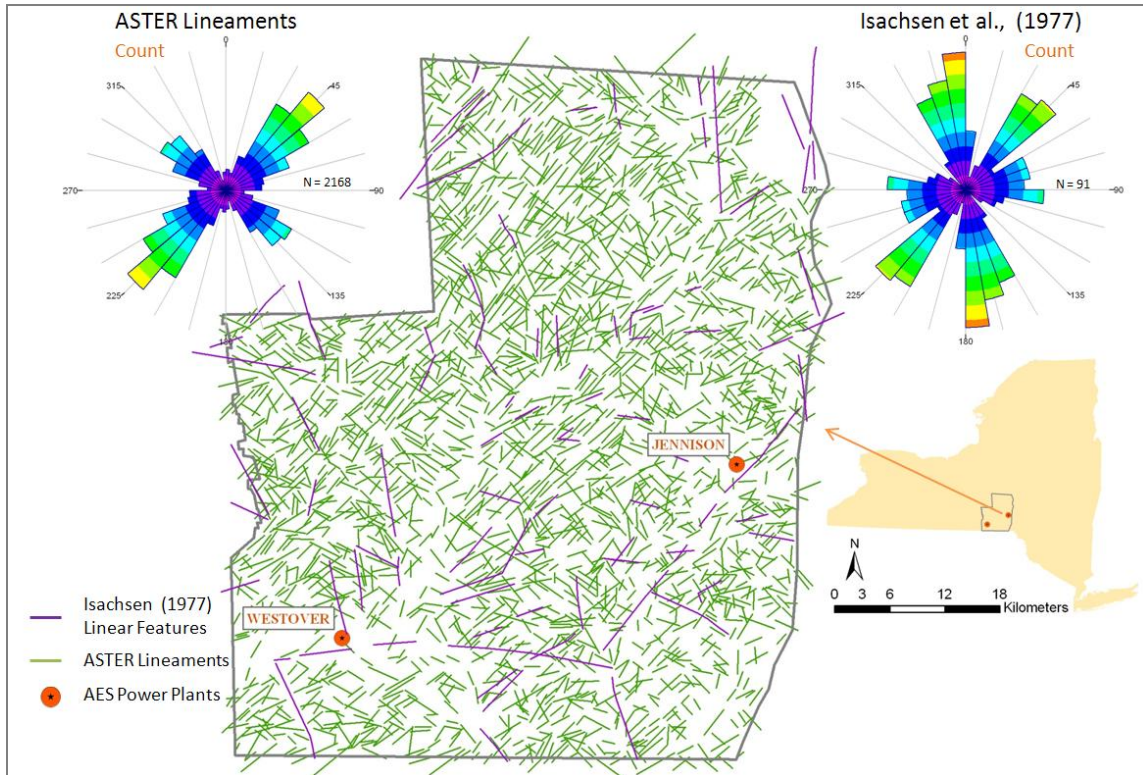 ASTER Lineaments
Count
0
45
90
135
180
225
270
315
N = 2168
Isachsen et al., (1977)
Count
0
45
90
135
180
225
270
315
N = 91
JENNISON
WESTOVER
Isachsen (1977)
Linear Features
ASTER Lineaments
AES Power Plants
N
0 3 6 12 18
Kilometers